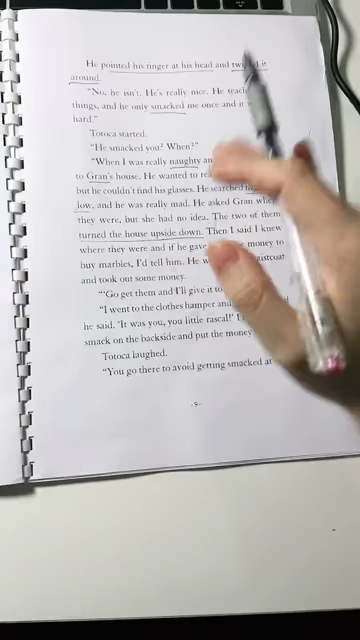 He pointed his finger at his head and it
around.
"No, he isn't. He's really nice. He
things, and he only smacked me once and it
hard."
Totoca started.
"He smacked you? When?"
"When I was really naughty
to Gran's house. He wanted to
but he couldn't find his glasses. He searched
low, and he was really mad. He asked Gran
they were, but she had no idea. The two of them
turned the house upside down. Then I said I knew
where they were and if he gave money to
buy marbles, I'd tell him. He
and took out some money.
"'Go get them and I'll give it to
"I went to the clothes hamper and
he said, 'It was you, you little rascal!'
smack on the backside and put the money
Totoca laughed.
"You go there to avoid getting smacked at
-9-